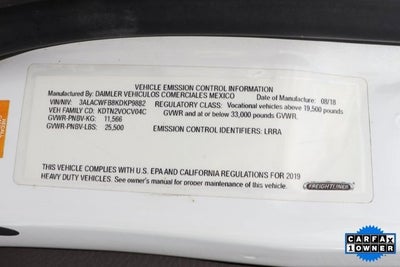 VEHICLE EMISSION CONTROL INFORMATION
Manufactured By: DAIMLER VEHICULOS COMERCIALES MEXICO Date of Manufacture: 08/18
VIN/NIV: 3ALACWFB8KDKP9882 REGULATORY CLASS: Vocational vehicles above 19,500 pounds
VEH FAMILY CD: KDTN2VOCV04C GVWR and at or below 33,000 pounds GVWR.
GVWR-PNBV-KG: 11,566
GVWR-PNBV-LBS: 25,500 EMISSION CONTROL IDENTIFIERS: LRRA
THIS VEHICLE COMPLIES WITH U.S. EPA AND CALIFORNIA REGULATIONS FOR 2019
HEAVY DUTY VEHICLES. See owner's manual for proper maintenance of this vehicle.
FREIGHTLINER
CARFAX
1 OWNER